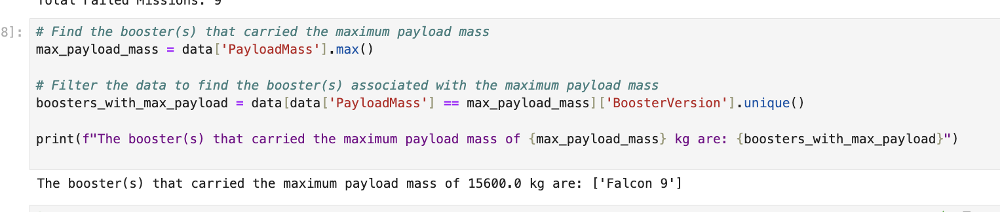 Total Failed Missions: 9
8]:
# Find the booster(s) that carried the maximum payload mass
max_payload_mass = data['PayloadMass'].max()
# Filter the data to find the booster(s) associated with the maximum payload mass
boosters_with_max_payload = data[data['PayloadMass'] == max_payload_mass]['BoosterVersion'].unique()
print(f"The booster(s) that carried the maximum payload mass of {max_payload_mass} kg are: {boosters_with_max_payload}")
The booster(s) that carried the maximum payload mass of 15600.0 kg are: ['Falcon 9']